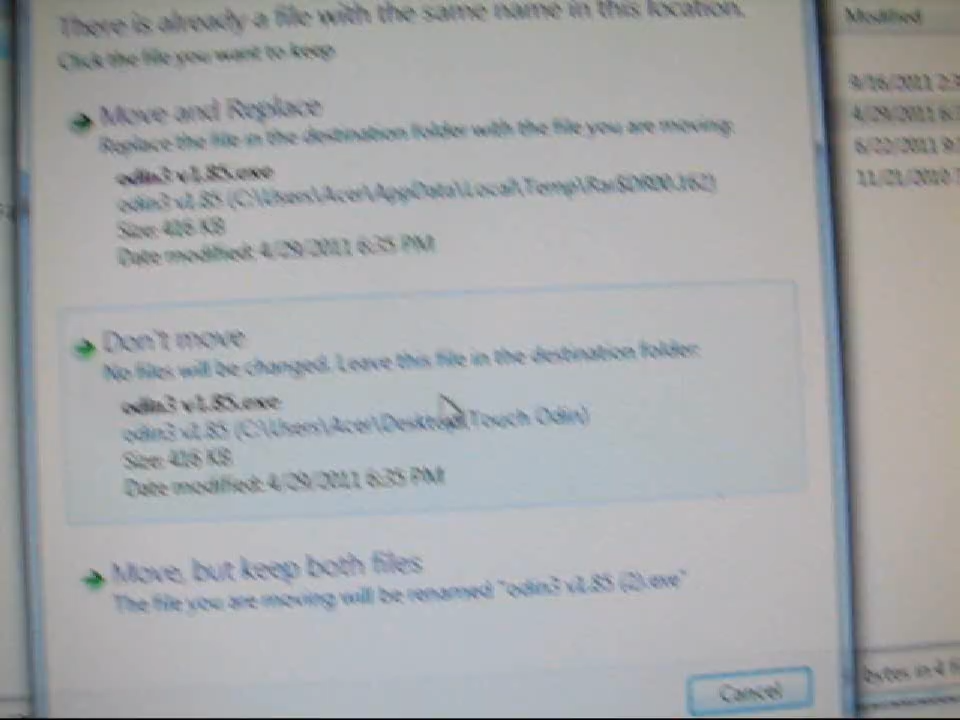 There is already a file with the same name in this location.
Click the file you want to keep
Modified
Move and Replace
Replace the file in the destination folder with the file you are moving:
odin3 v1.85.exe
odin3 v1.85 (C:\Users\Acer\AppData\Local\Temp\Rar$DR00.162)
Size: 416 KB
Date modified: 4/29/2011 6:35 PM
9/16/2011 2:3
4/29/2011 6:3
6/22/2011 9:
11/21/2010 7
Don't move
No files will be changed. Leave this file in the destination folder:
odin3 v1.85.exe
odin3 v1.85 (C:\Users\Acer\Desktop\Touch Odin)
Size: 416 KB
Date modified: 4/29/2011 6:35 PM
Move, but keep both files
The file you are moving will be renamed "odin3 v1.85 (2).exe"
bytes in 4 fi
Cancel